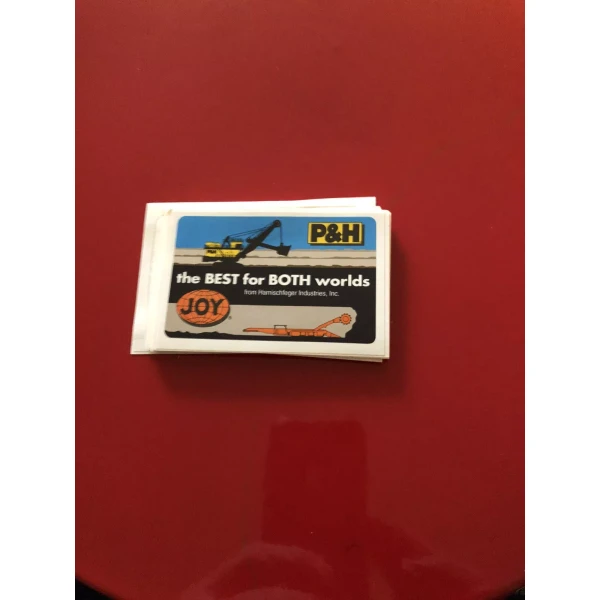 P&H
the BEST for BOTH worlds
from Harnischfeger Industries, Inc.
JOY